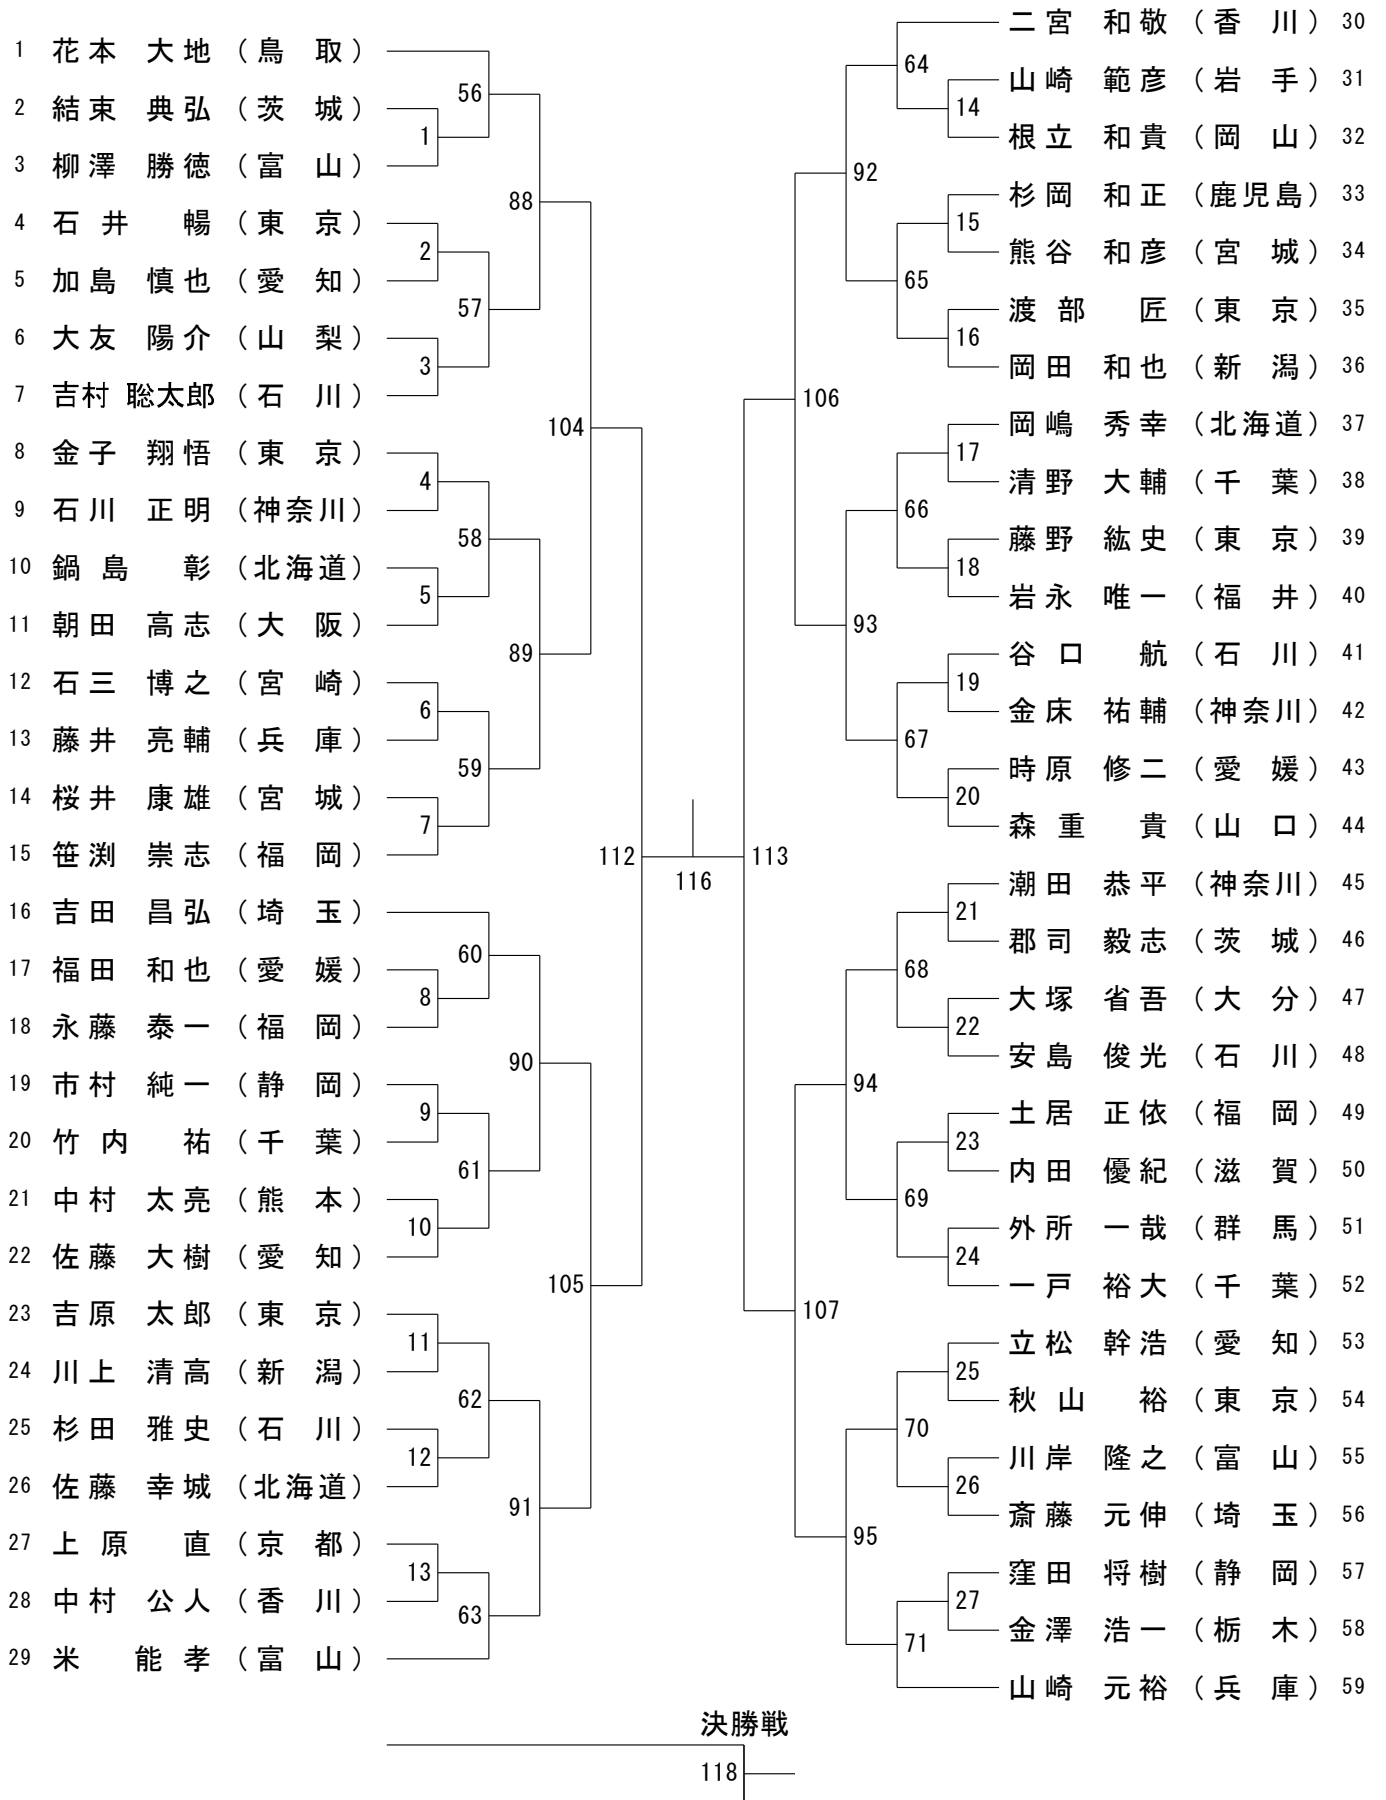 1 花本 大地 （鳥 取）
2 結束 典弘 （茨 城）
3 柳澤 勝徳 （富 山）
4 石井 暢 （東 京）
5 加島 慎也 （愛 知）
6 大友 陽介 （山 梨）
7 吉村 聡太郎 （石 川）
8 金子 翔悟 （東 京）
9 石川 正明 （神奈川）
10 鍋島 彰 （北海道）
11 朝田 高志 （大 阪）
12 石三 博之 （宮 崎）
13 藤井 亮輔 （兵 庫）
14 桜井 康雄 （宮 城）
15 笹渕 崇志 （福 岡）
16 吉田 昌弘 （埼 玉）
17 福田 和也 （愛 媛）
18 永藤 泰一 （福 岡）
19 市村 純一 （静 岡）
20 竹内 祐 （千 葉）
21 中村 太亮 （熊 本）
22 佐藤 大樹 （愛 知）
23 吉原 太郎 （東 京）
24 川上 清高 （新 潟）
25 杉田 雅史 （石 川）
26 佐藤 幸城 （北海道）
27 上原 直 （京 都）
28 中村 公人 （香 川）
29 米 能孝 （富 山）
1
2
3
4
5
6
7
8
9
10
11
12
13
56
57
58
59
60
61
62
63
88
89
90
91
104
105
112
116
113
106
107
92
93
94
95
64
65
66
67
68
69
70
71
14
15
16
17
18
19
20
21
22
23
24
25
26
27
二宮 和敬 （香 川） 30
山崎 範彦 （岩 手） 31
根立 和貴 （岡 山） 32
杉岡 和正 （鹿児島） 33
熊谷 和彦 （宮 城） 34
渡部 匠 （東 京） 35
岡田 和也 （新 潟） 36
岡嶋 秀幸 （北海道） 37
清野 大輔 （千 葉） 38
藤野 紘史 （東 京） 39
岩永 唯一 （福 井） 40
谷口 航 （石 川） 41
金床 祐輔 （神奈川） 42
時原 修二 （愛 媛） 43
森重 貴 （山 口） 44
潮田 恭平 （神奈川） 45
郡司 毅志 （茨 城） 46
大塚 省吾 （大 分） 47
安島 俊光 （石 川） 48
土居 正依 （福 岡） 49
内田 優紀 （滋 賀） 50
外所 一哉 （群 馬） 51
一戸 裕大 （千 葉） 52
立松 幹浩 （愛 知） 53
秋山 裕 （東 京） 54
川岸 隆之 （富 山） 55
斎藤 元伸 （埼 玉） 56
窪田 将樹 （静 岡） 57
金澤 浩一 （栃 木） 58
山崎 元裕 （兵 庫） 59
決勝戦
118